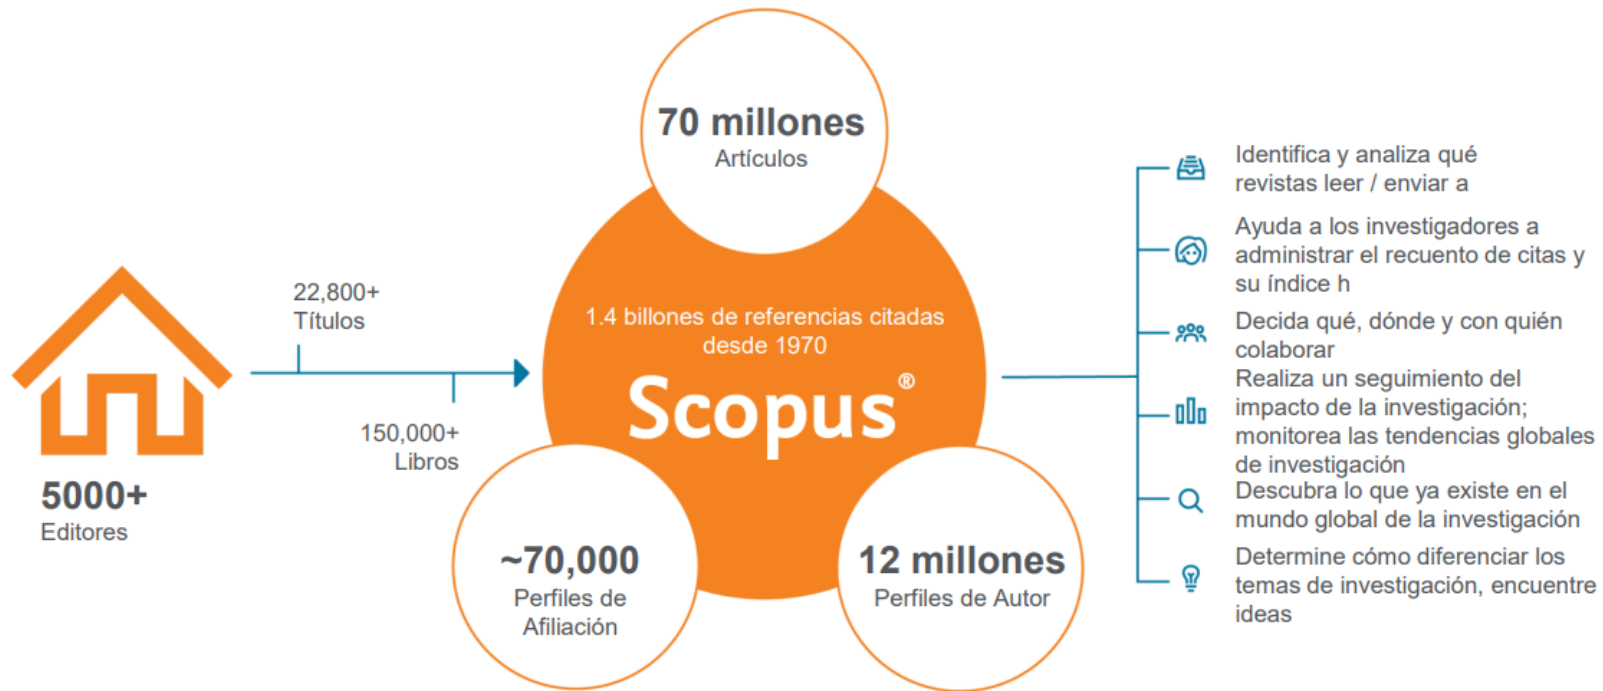 5000+
Editores
22,800+
Títulos
150,000+
Libros
70 millones
Artículos
1.4 billones de referencias citadas
desde 1970
Scopus®
~70,000
Perfiles de
Afiliación
12 millones
Perfiles de Autor
Identifica y analiza qué
revistas leer / enviar a
Ayuda a los investigadores a
administrar el recuento de citas y
su índice h
Decida qué, dónde y con quién
colaborar
Realiza un seguimiento del
impacto de la investigación;
monitorea las tendencias globales
de investigación
Descubra lo que ya existe en el
mundo global de la investigación
Determine cómo diferenciar los
temas de investigación, encuentre
ideas